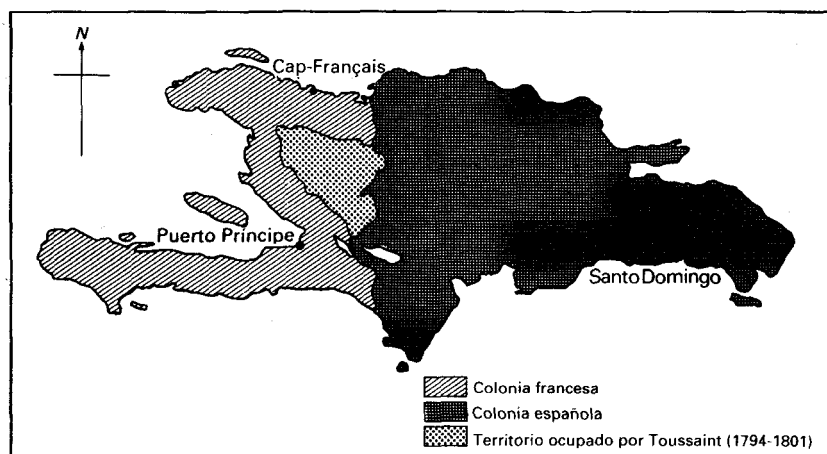 N
Cap-Français
Puerto Príncipe
Santo Domingo
Colonia francesa
Colonia española
Territorio ocupado por Toussaint (1794-1801)